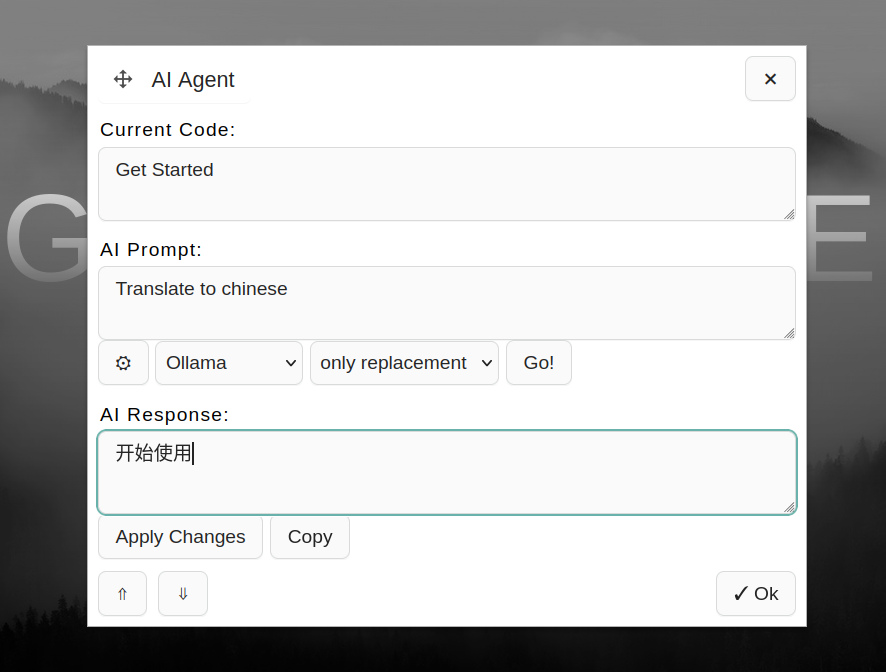 AI Agent
Current Code:
Get Started
AI Prompt:
Translate to chinese
Ollama only replacement Go!
AI Response:
开始使用
Apply Changes Copy
⇑ ⇓ ✓ Ok